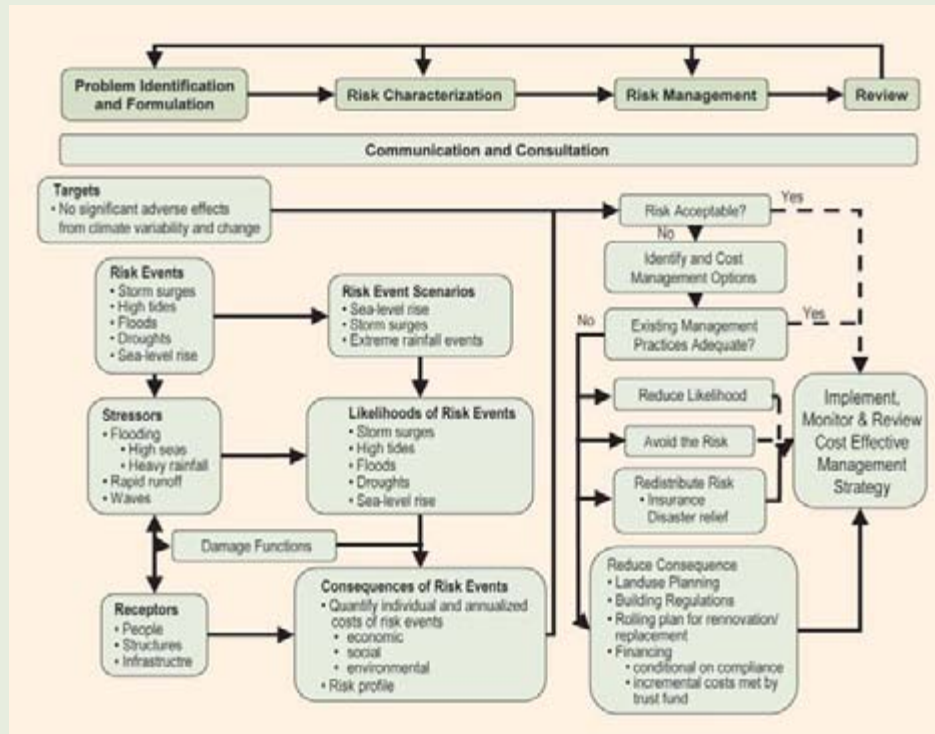 Problem Identification
and Formulation
Risk Characterization
Risk Management
Review
Communication and Consultation
Targets
• No significant adverse effects
from climate variability and change
Risk Events
• Storm surges
• High tides
• Floods
• Droughts
• Sea-level rise
Risk Event Scenarios
• Sea-level rise
• Storm surges
• Extreme rainfall events
Stressors
• Flooding
• High seas
• Heavy rainfall
• Rapid runoff
• Waves
Likelihoods of Risk Events
• Storm surges
• High tides
• Floods
• Droughts
• Sea-level rise
Damage Functions
Receptors
• People
• Structures
• Infrastructre
Consequences of Risk Events
• Quantify individual and annualized
costs of risk events
• economic
• social
• environmental
• Risk profile
Risk Acceptable?
Yes
No
Identify and Cost
Management Options
No
Existing Management
Practices Adequate?
Yes
Reduce Likelihood
Avoid the Risk
Redistribute Risk
• Insurance
Disaster relief
Reduce Consequence
• Landuse Planning
• Building Regulations
• Rolling plan for rennovation/
replacement
• Financing
• conditional on compliance
• incremental costs met by
trust fund
Implement,
Monitor & Review
Cost Effective
Management
Strategy